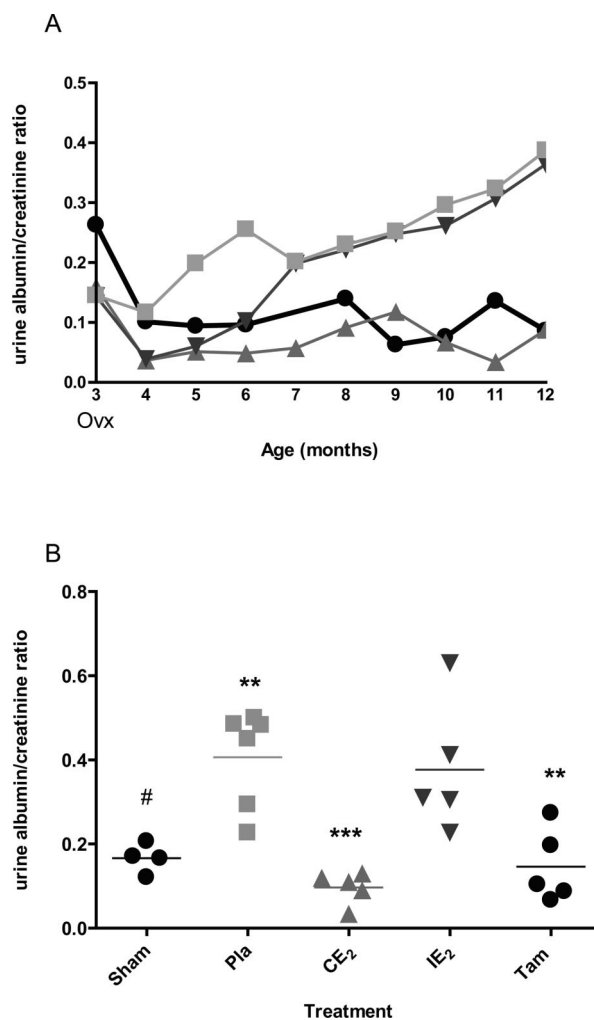 A
urine albumin/creatinine ratio
0.5
0.4
0.3
0.2
0.1
0.0
3 4 5 6 7 8 9 10 11 12
Ovx
Age (months)
B
urine albumin/creatinine ratio
0.8
0.6
0.4
0.2
0.0
# ** *** **
Sham Pla CE₂ IE₂ Tam
Treatment